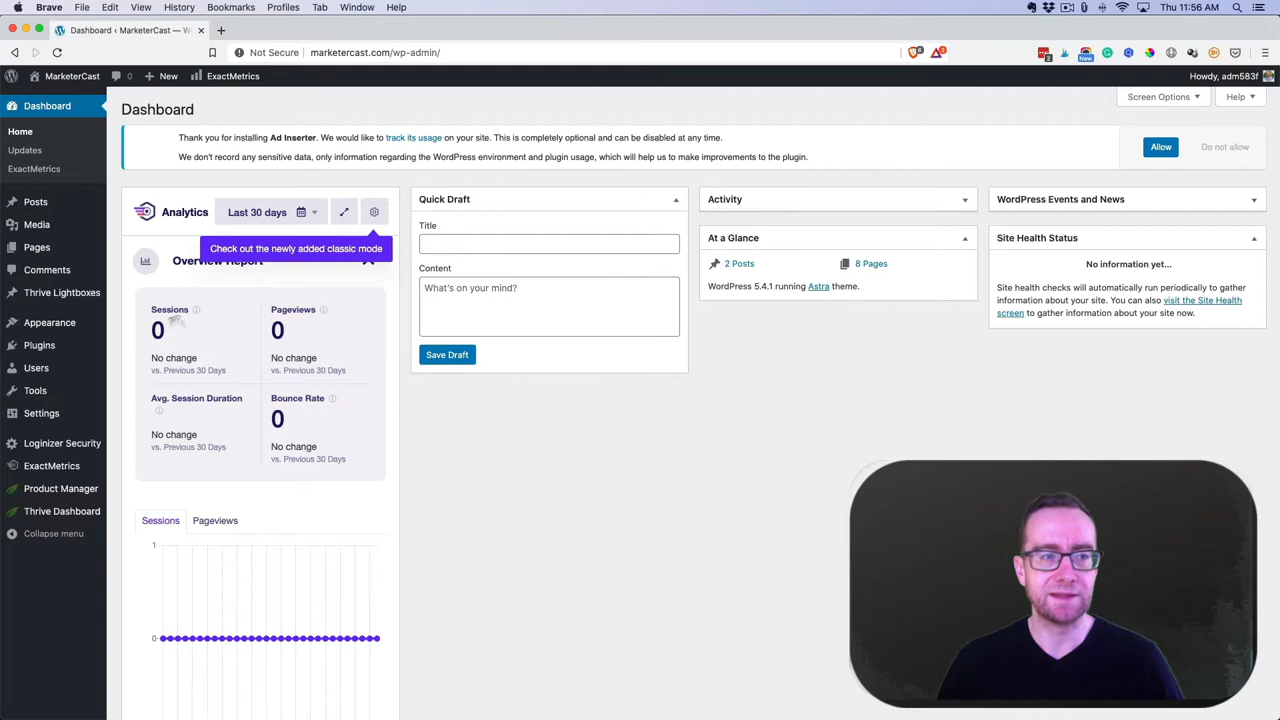 Brave File Edit View History Bookmarks Profiles Tab Window Help
Thu 11:56 AM
Dashboard ‹ MarketerCast — W
Not Secure marketercast.com/wp-admin/
New
MarketerCast 0 New ExactMetrics
Howdy, adm583f
Dashboard
Home
Updates
ExactMetrics
Posts
Media
Pages
Comments
Thrive Lightboxes
Appearance
Plugins
Users
Tools
Settings
Loginizer Security
ExactMetrics
Product Manager
Thrive Dashboard
Collapse menu
Screen Options
Help
Dashboard
Thank you for installing Ad Inserter. We would like to track its usage on your site. This is completely optional and can be disabled at any time.
We don't record any sensitive data, only information regarding the WordPress environment and plugin usage, which will help us to make improvements to the plugin.
Allow
Do not allow
Analytics
Last 30 days
Check out the newly added classic mode
Overview Report
Sessions
0
No change
vs. Previous 30 Days
Pageviews
0
No change
vs. Previous 30 Days
Avg. Session Duration
No change
vs. Previous 30 Days
Bounce Rate
0
No change
vs. Previous 30 Days
Sessions
Pageviews
1
0
Quick Draft
Title
Content
What's on your mind?
Save Draft
Activity
At a Glance
2 Posts
8 Pages
WordPress 5.4.1 running Astra theme.
WordPress Events and News
Site Health Status
No information yet...
Site health checks will automatically run periodically to
gather information about your site. You can also visit the Site Health
screen to gather information about your site now.